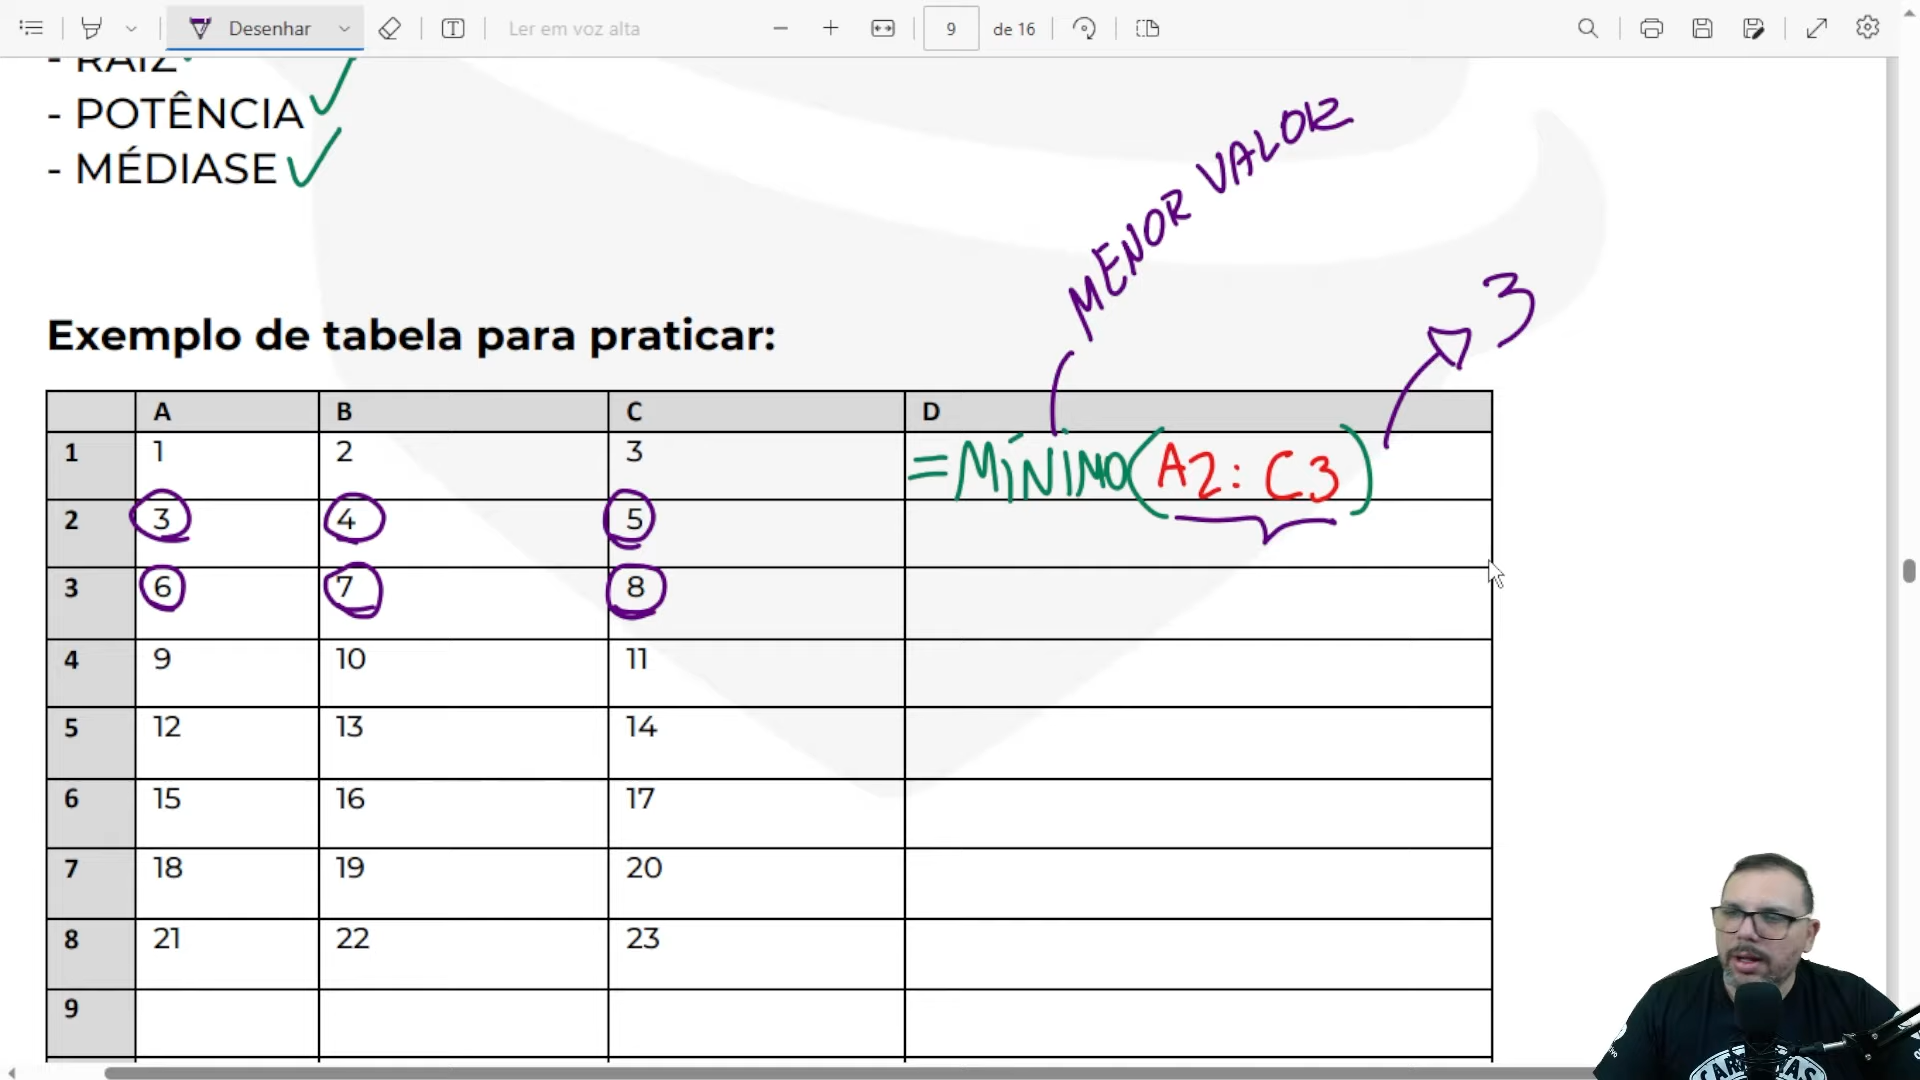 Desenhar
Ler em voz alta
9 de 16
- RAIZ
- POTÊNCIA
- MÉDIASE
MENOR VALOR
3
Exemplo de tabela para praticar:
A B C D
1 1 2 3 =MÍNIMO(A2:C3)
2 3 4 5
3 6 7 8
4 9 10 11
5 12 13 14
6 15 16 17
7 18 19 20
8 21 22 23
9